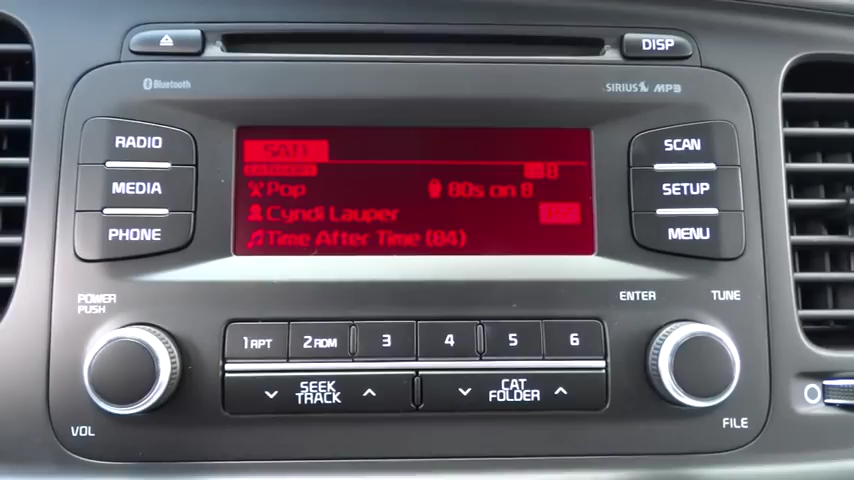 DISP
Bluetooth
SIRIUS MP3
RADIO
MEDIA
PHONE
SAT1
CATEGORY
8
Pop
80s on 8
Cyndi Lauper
Time After Time (84)
SCAN
SETUP
MENU
POWER
PUSH
VOL
1 RPT
2 RDM
3
4
5
6
SEEK
TRACK
CAT
FOLDER
ENTER
TUNE
FILE